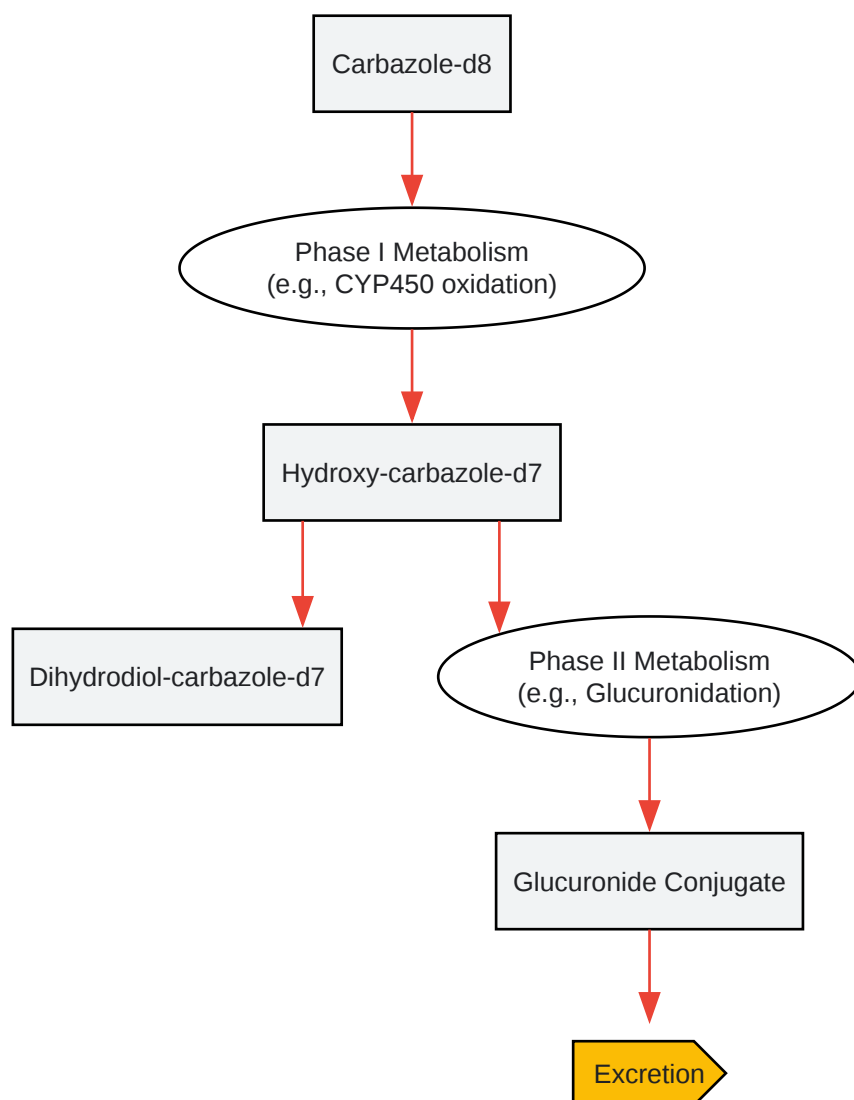 Carbazole-d8
Phase I Metabolism
(e.g., CYP450 oxidation)
Hydroxy-carbazole-d7
Dihydrodiol-carbazole-d7
Phase II Metabolism
(e.g., Glucuronidation)
Glucuronide Conjugate
Excretion